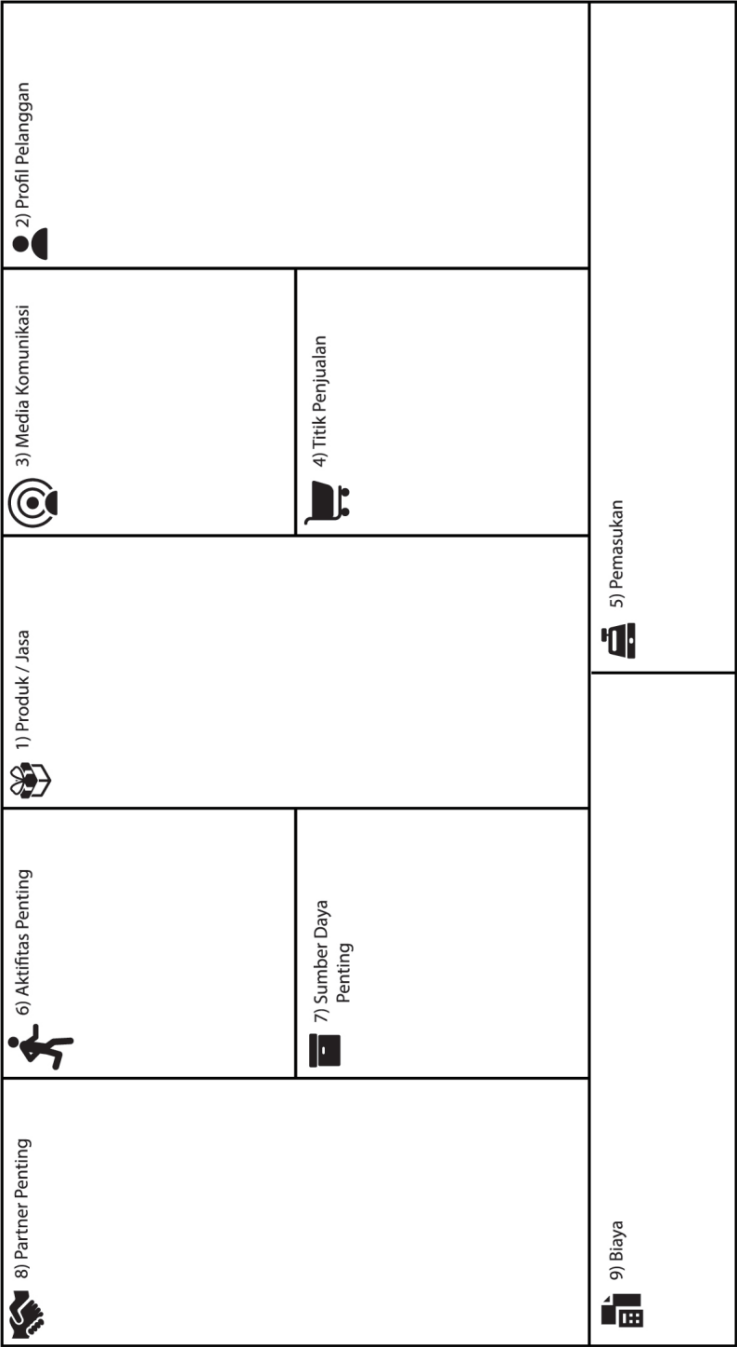 8) Partner Penting
6) Aktifitas Penting
7) Sumber Daya
Penting
1) Produk / Jasa
3) Media Komunikasi
4) Titik Penjualan
2) Profil Pelanggan
9) Biaya
5) Pemasukan